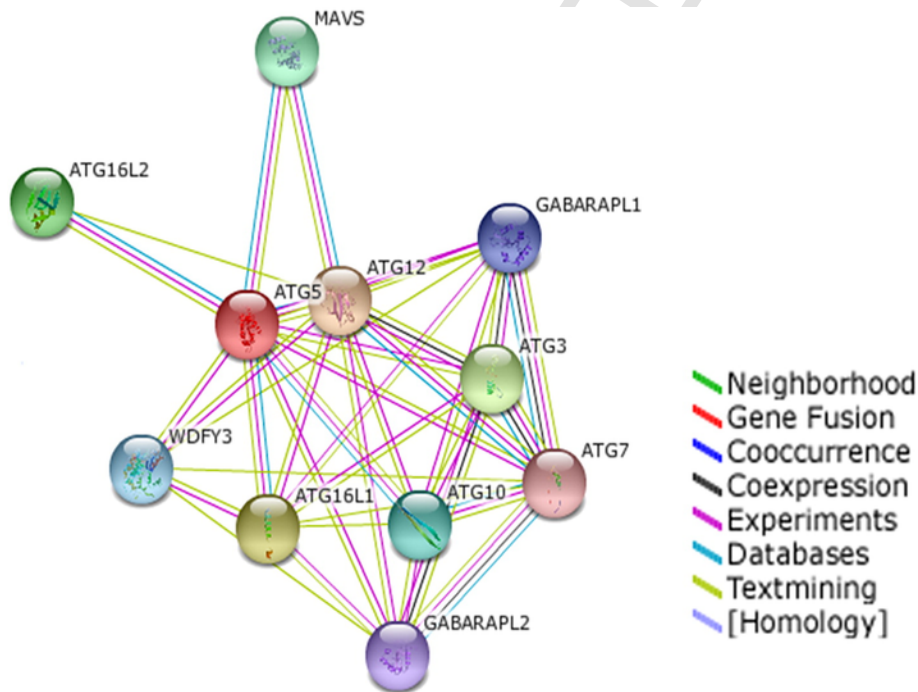 MAVS
ATG16L2
GABARAPL1
ATG12
ATG5
ATG3
WDFY3
ATG7
ATG16L1
ATG10
GABARAPL2
Neighborhood
Gene Fusion
Cooccurrence
Coexpression
Experiments
Databases
Textmining
[Homology]